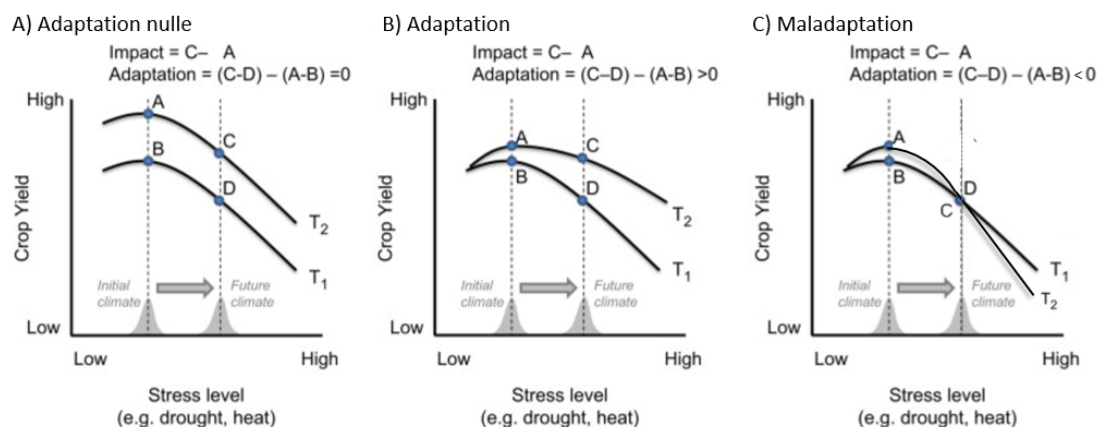 A) Adaptation nulle
Impact = C– A
Adaptation = (C-D) – (A-B) =0
High
A
B
C
D
T2
T1
Crop Yield
Initial
climate
Future
climate
Low
Low
High
Stress level
(e.g. drought, heat)
B) Adaptation
Impact = C– A
Adaptation = (C–D) – (A-B) >0
High
A
B
C
D
T2
T1
Crop Yield
Initial
climate
Future
climate
Low
Low
High
Stress level
(e.g. drought, heat)
C) Maladaptation
Impact = C– A
Adaptation = (C–D) – (A-B) < 0
High
A
B
D
C
T1
T2
Crop Yield
Initial
climate
Future
climate
Low
Low
High
Stress level
(e.g. drought, heat)